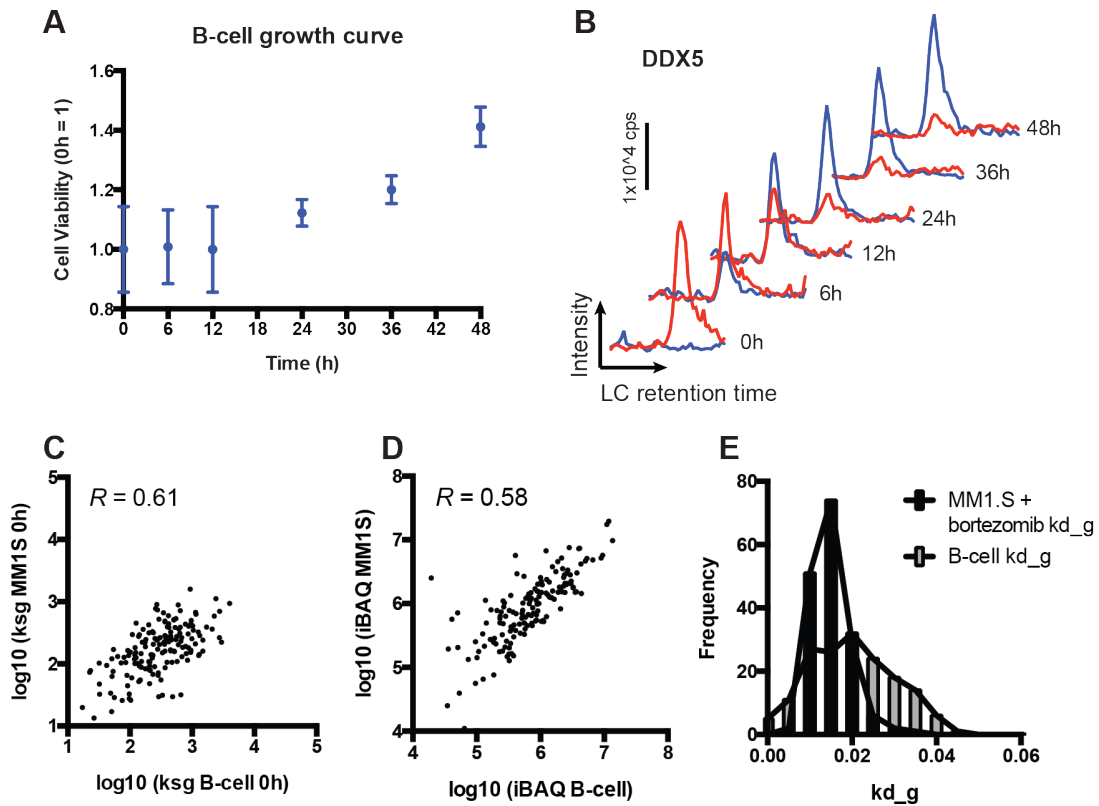 A
B-cell growth curve
Cell Viability (0h = 1)
1.6
1.4
1.2
1.0
0.8
0 6 12 18 24 30 36 42 48
Time (h)
B
DDX5
1x10^4 cps
48h
36h
24h
12h
6h
0h
Intensity
LC retention time
C
R = 0.61
log10 (ksg MM1S 0h)
5
4
3
2
1
1 2 3 4 5
log10 (ksg B-cell 0h)
D
R = 0.58
log10 (iBAQ MM1S)
8
7
6
5
4
4 5 6 7 8
log10 (iBAQ B-cell)
E
MM1.S +
bortezomib kd_g
B-cell kd_g
Frequency
80
60
40
20
0
0.00 0.02 0.04 0.06
kd_g